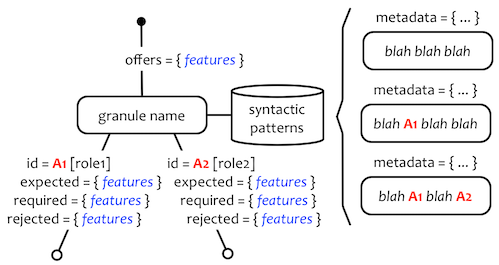 offers = { features }
granule name
syntactic
patterns
id = A1 [role1]
expected = { features }
required = { features }
rejected = { features }
id = A2 [role2]
expected = { features }
required = { features }
rejected = { features }
metadata = { ... }
blah blah blah
metadata = { ... }
blah A1 blah blah
metadata = { ... }
blah A1 blah A2